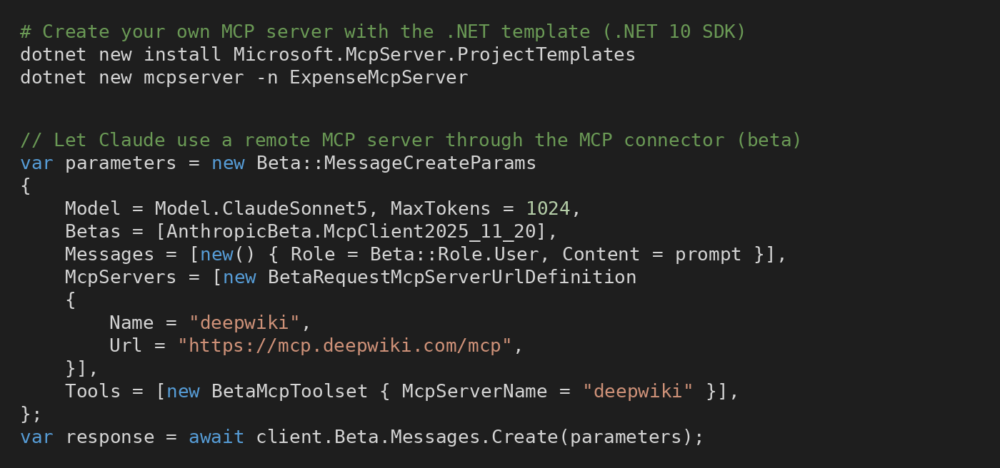 # Create your own MCP server with the .NET template (.NET 10 SDK)
dotnet new install Microsoft.McpServer.ProjectTemplates
dotnet new mcpserver -n ExpenseMcpServer
// Let Claude use a remote MCP server through the MCP connector (beta)
var parameters = new Beta::MessageCreateParams
{
    Model = Model.ClaudeSonnet5, MaxTokens = 1024,
    Betas = [AnthropicBeta.McpClient2025_11_20],
    Messages = [new() { Role = Beta::Role.User, Content = prompt }],
    McpServers = [new BetaRequestMcpServerUrlDefinition
    {
        Name = "deepwiki",
        Url = "https://mcp.deepwiki.com/mcp",
    }],
    Tools = [new BetaMcpToolset { McpServerName = "deepwiki" }],
};
var response = await client.Beta.Messages.Create(parameters);